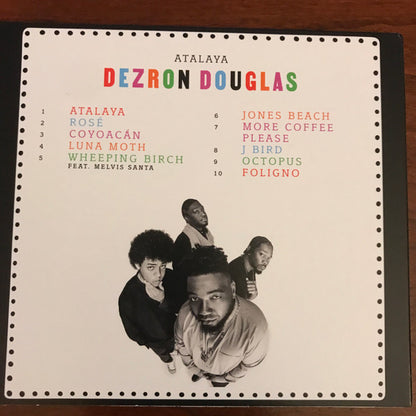 ATALAYA
DEZRON DOUGLAS
1 ATALAYA
2 ROSÉ
3 COYOACÁN
4 LUNA MOTH
5 WHEEPING BIRCH
FEAT. MELVIS SANTA
6 JONES BEACH
7 MORE COFFEE
PLEASE
8 J BIRD
9 OCTOPUS
10 FOLIGNO